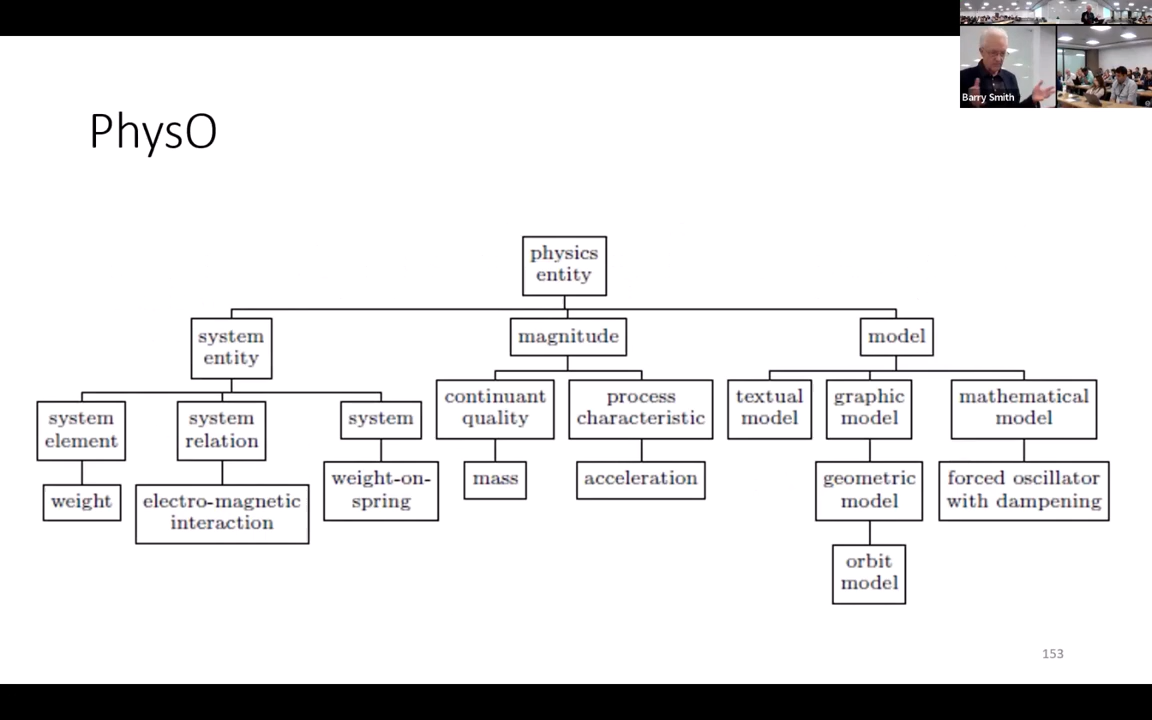 Barry Smith
PhysO
physics
entity
system
entity
magnitude
model
system
element
system
relation
system
continuant
quality
process
characteristic
textual
model
graphic
model
mathematical
model
weight
electro-magnetic
interaction
weight-on-
spring
mass
acceleration
geometric
model
forced oscillator
with dampening
orbit
model
153